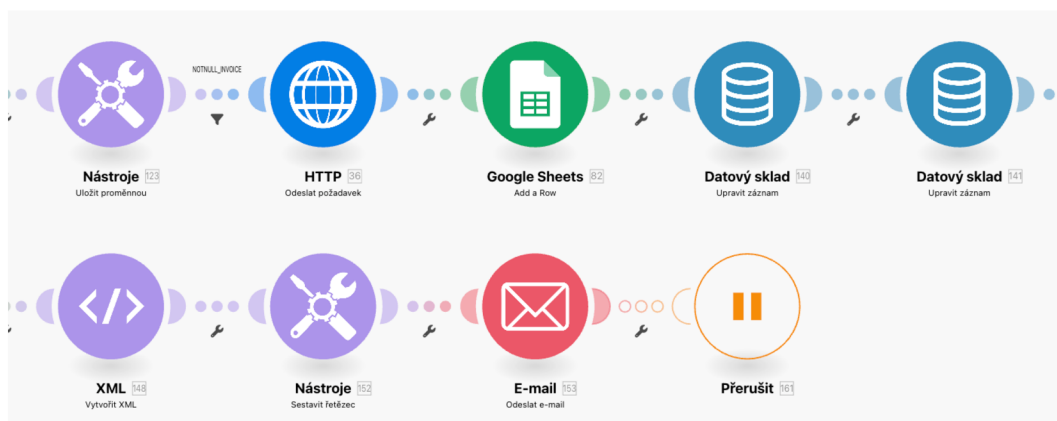 NOTNULL_INVOICE
Nástroje 123
Uložit proměnnou
HTTP 36
Odeslat požadavek
Google Sheets 82
Add a Row
Datový sklad 140
Upravit záznam
Datový sklad 141
Upravit záznam
XML 148
Vytvořit XML
Nástroje 152
Sestavit řetězec
E-mail 153
Odeslat e-mail
Přerušit 161